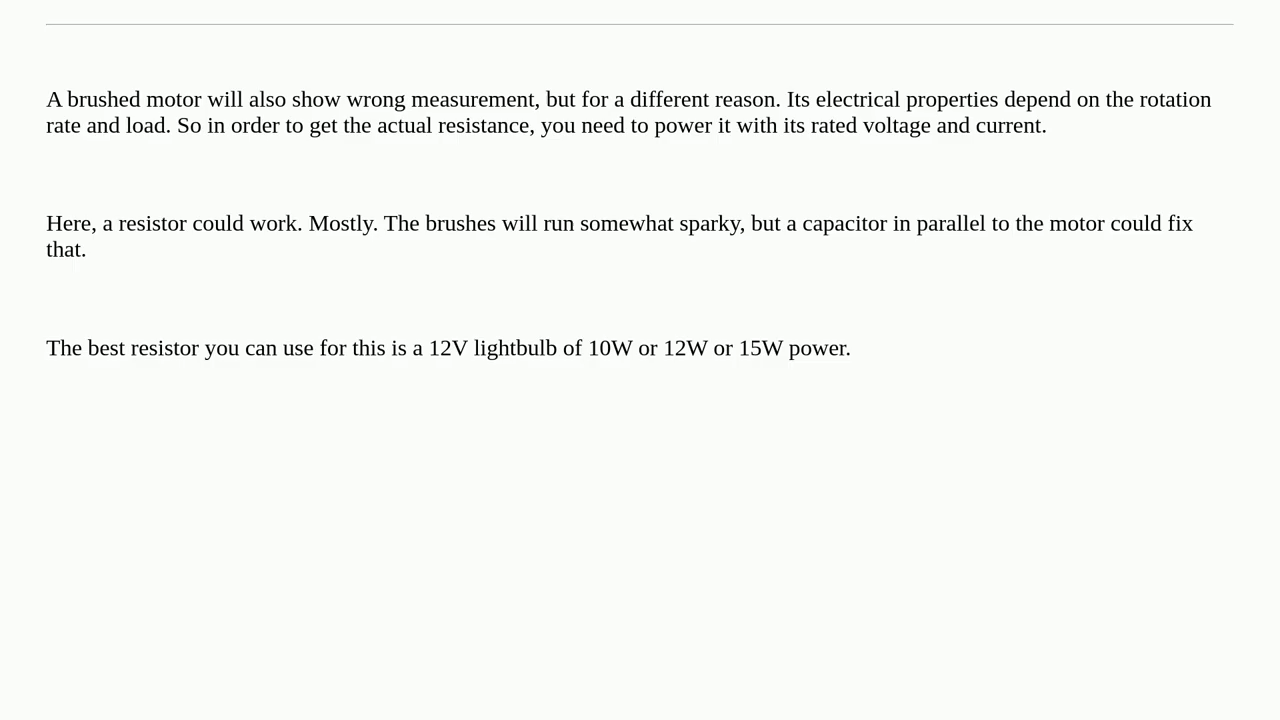 A brushed motor will also show wrong measurement, but for a different reason. Its electrical properties depend on the rotation
rate and load. So in order to get the actual resistance, you need to power it with its rated voltage and current.
Here, a resistor could work. Mostly. The brushes will run somewhat sparky, but a capacitor in parallel to the motor could fix
that.
The best resistor you can use for this is a 12V lightbulb of 10W or 12W or 15W power.